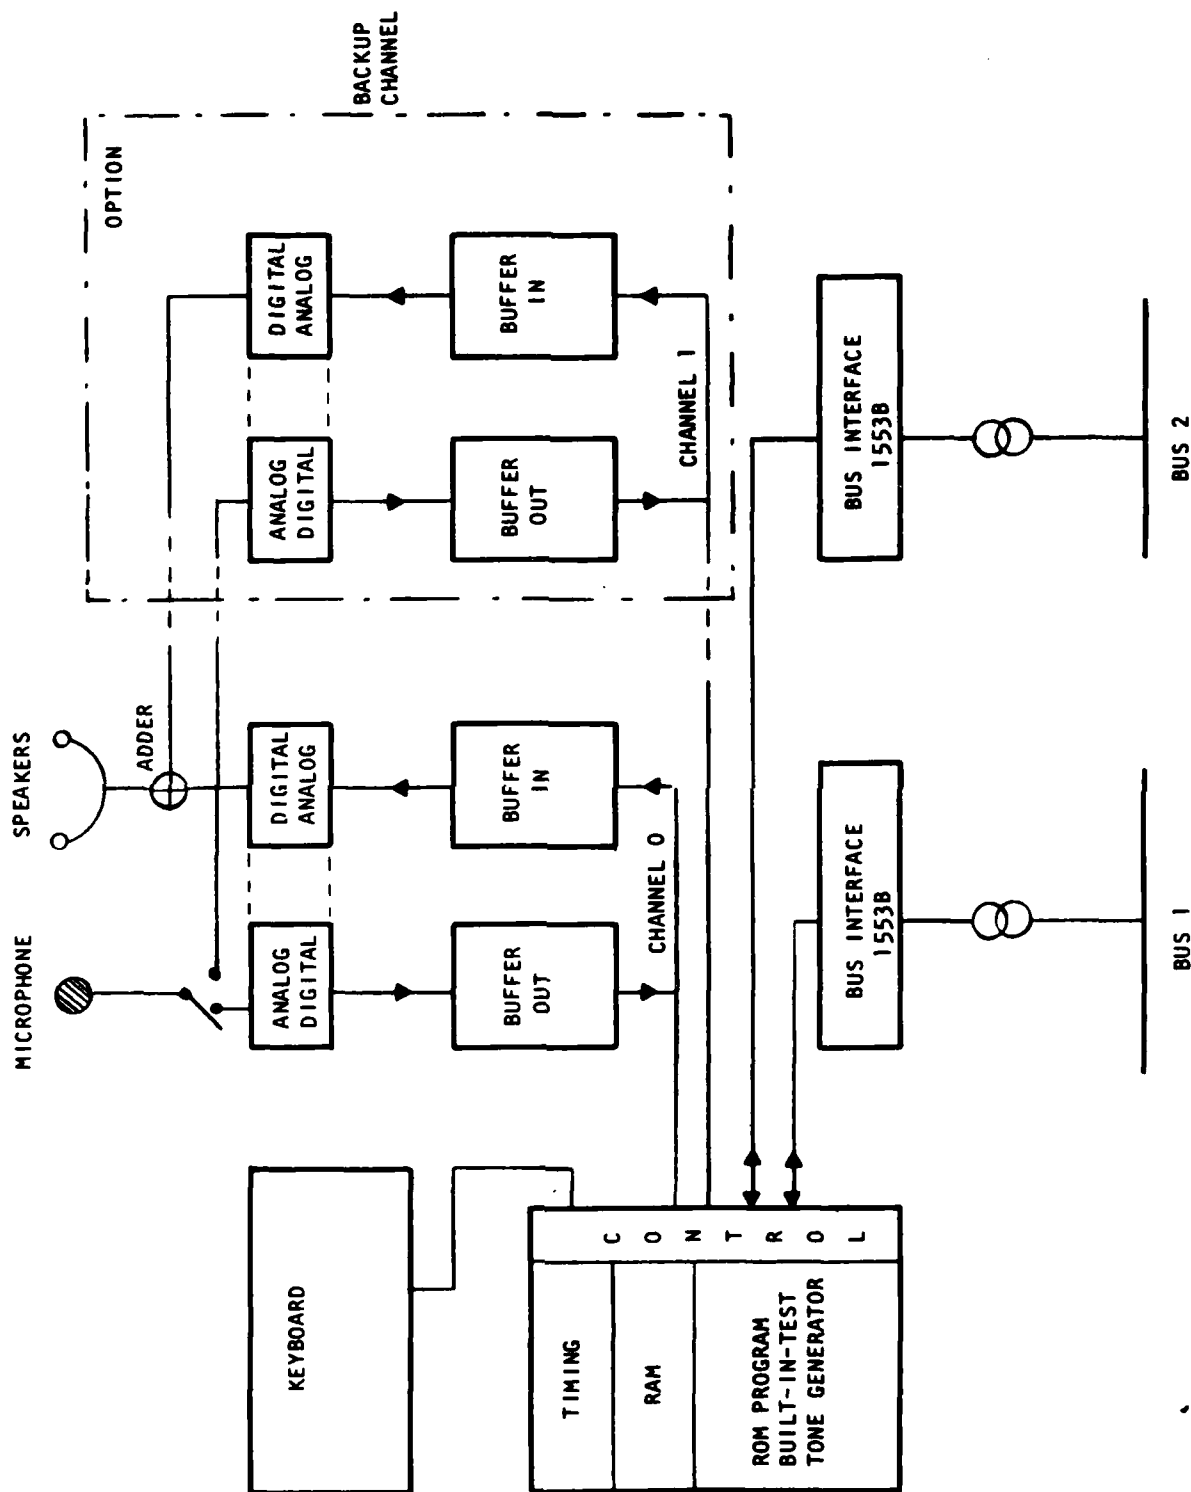 MICROPHONE
SPEAKERS
ADDER
OPTION
BACKUP
CHANNEL
KEYBOARD
ANALOG
DIGITAL
DIGITAL
ANALOG
ANALOG
DIGITAL
DIGITAL
ANALOG
BUFFER
OUT
BUFFER
IN
BUFFER
OUT
BUFFER
IN
CHANNEL 0
CHANNEL 1
TIMING
RAM
ROM PROGRAM
BUILT-IN-TEST
TONE GENERATOR
CONTROL
BUS INTERFACE
1553B
BUS INTERFACE
1553B
BUS 1
BUS 2